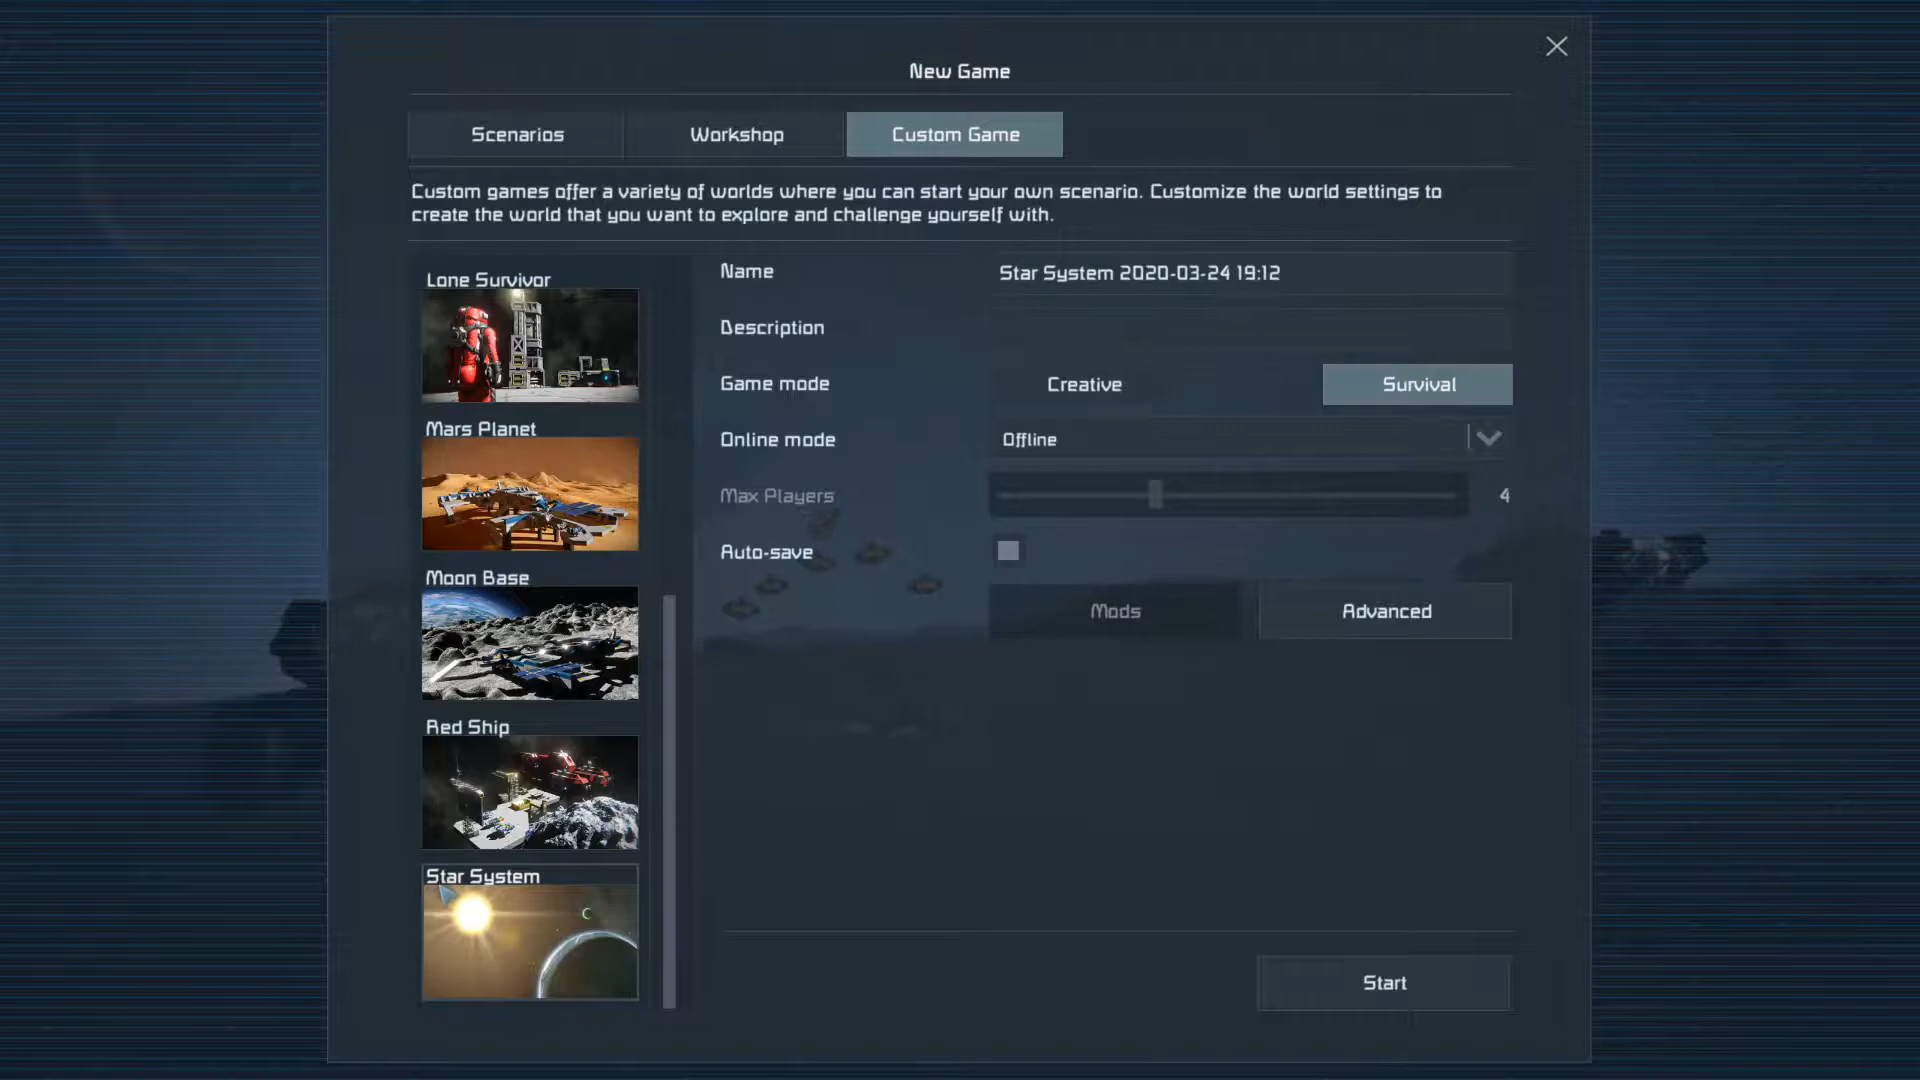 New Game
Scenarios
Workshop
Custom Game
Custom games offer a variety of worlds where you can start your own scenario. Customize the world settings to
create the world that you want to explore and challenge yourself with.
Lone Survivor
Mars Planet
Moon Base
Red Ship
Star System
Name
Star System 2020-03-24 19:12
Description
Game mode
Creative
Survival
Online mode
Offline
Max Players
4
Auto-save
Mods
Advanced
Start